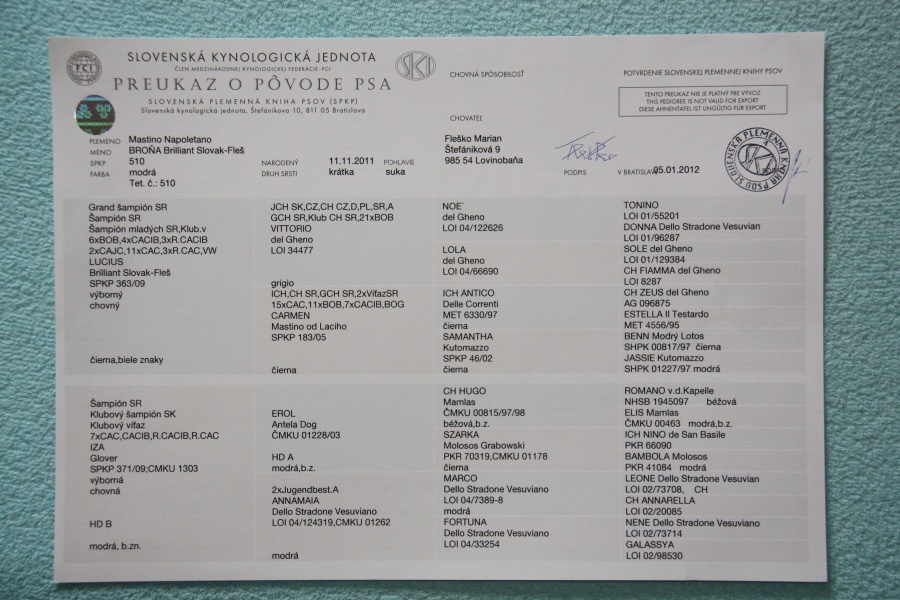 FCI
SLOVENSKÁ KYNOLOGICKÁ JEDNOTA
ČLEN MEDZINÁRODNEJ KYNOLOGICKEJ FEDERÁCIE-FCI
PREUKAZ O PÔVODE PSA
SLOVENSKÁ PLEMENNÁ KNIHA PSOV (SPKP)
Slovenská kynologická jednota, Štefánikova 10, 811 05 Bratislava
SKJ
CHOVNÁ SPÔSOBILOSŤ
POTVRDENIE SLOVENSKEJ PLEMENNEJ KNIHY PSOV
TENTO PREUKAZ NIE JE PLATNÝ PRE VÝVOZ
THIS PEDIGREE IS NOT VALID FOR EXPORT
DIESE AHNENTAFEL IST UNGÜLTIG FÜR EXPORT
CHOVATEĽ
Fleško Marian
Štefániková 9
985 54 Lovinobaňa
PODPIS
V BRATISLAVE
05.01.2012
SLOVENSKÁ PLEMENNÁ KNIHA PSOV
SKJ
PLEMENO Mastino Napoletano
MENO BROŇA Brilliant Slovak-Fleš
SPKP 510 NARODENÝ 11.11.2011 POHLAVIE suka
FARBA modrá DRUH SRSTI krátka
Tet. č.: 510
Grand šampión SR
Šampión SR
Šampión mladých SR,Klub.v
6xBOB,4xCACIB,3xR.CACIB
2xCAJC,11xCAC,3xR.CAC,VW
LUCIUS
Brilliant Slovak-Fleš
SPKP 363/09
výborný
chovný
čierna,biele znaky
JCH SK,CZ,CH CZ,D,PL,SR,A
GCH SR,Klub CH SR,21xBOB
VITTORIO
del Gheno
LOI 34477
grigio
ICH,CH SR,GCH SR,2xVíťazSR
15xCAC,11xBOB,7xCACIB,BOG
CARMEN
Mastino od Laciho
SPKP 183/05
čierna
NOE´
del Gheno
LOI 04/122626
LOLA
del Gheno
LOI 04/66690
ICH ANTICO
Delle Correnti
MET 6330/97
čierna
SAMANTHA
Kutomazzo
SPKP 46/02
čierna
TONINO
LOI 01/55201
DONNA Dello Stradone Vesuvian
LOI 01/96287
SOLE del Gheno
LOI 01/129384
CH FIAMMA del Gheno
LOI 8287
CH ZEUS del Gheno
AG 096875
ESTELLA II Testardo
MET 4556/95
BENN Modrý Lotos
SHPK 00817/97 čierna
JASSIE Kutomazzo
SHPK 01227/97 modrá
Šampión SR
Klubový šampión SK
Klubový víťaz
7xCAC,CACIB,R.CACIB,R.CAC
IZA
Glover
SPKP 371/09;CMKU 1303
výborná
chovná
HD B
modrá, b.zn.
EROL
Antela Dog
ČMKU 01228/03
HD A
modrá,b.z.
2xJugendbest.A
ANNAMAIA
Dello Stradone Vesuviano
LOI 04/124319,CMKU 01262
modrá
CH HUGO
Mamlas
ČMKU 00815/97/98
béžová,b.z.
SZARKA
Molosos Grabowski
PKR 70319,CMKU 01178
čierna
MARCO
Dello Stradone Vesuviano
LOI 04/7389-8
modrá
FORTUNA
Dello Stradone Vesuviano
LOI 04/33254
ROMANO v.d.Kapelle
NHSB 1945097 béžová
ELIS Mamlas
ČMKU 00463 modrá,b.z.
ICH NINO de San Basile
PKR 66090
BAMBOLA Molosos
PKR 41084 modrá
LEONE Dello Stradone Vesuvian
LOI 02/73708, CH
CH ANNARELLA
LOI 02/20085
NENE Dello Stradone Vesuviano
LOI 02/73714
GALASSYA
LOI 02/98530